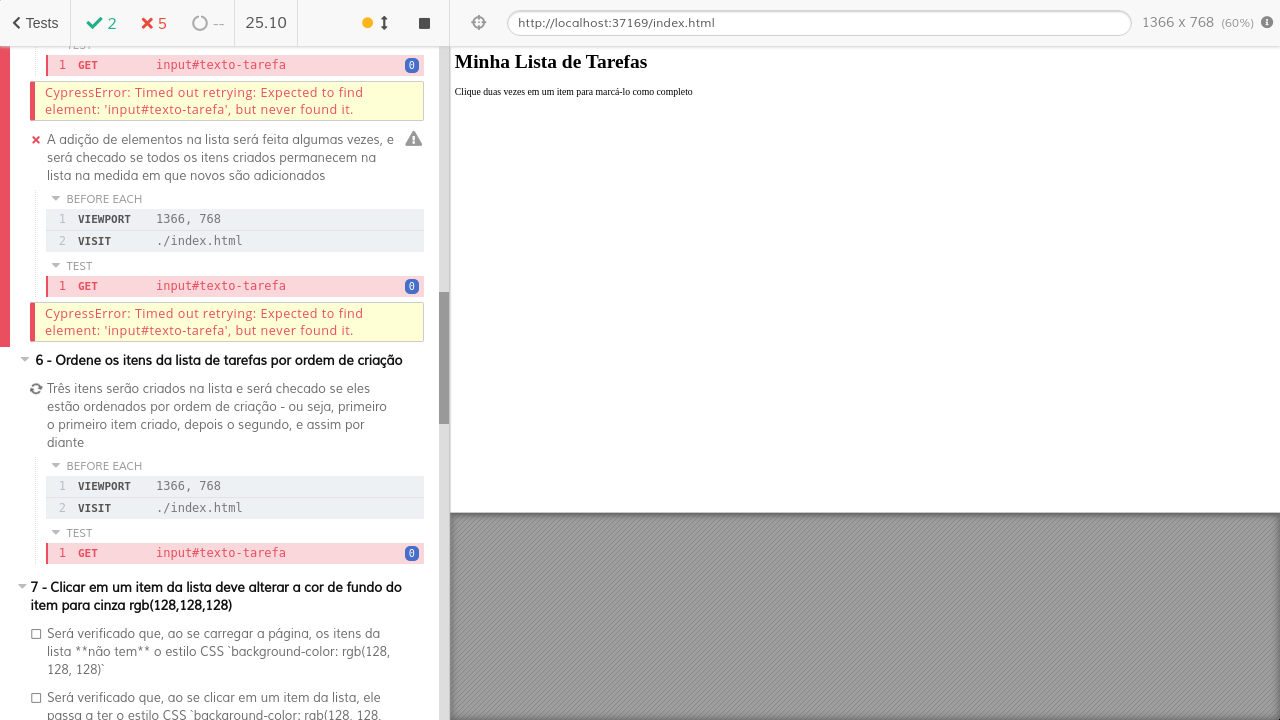 Tests
2
5
--
25.10
http://localhost:37169/index.html
1366 x 768 (60%)
TEST
1 GET input#texto-tarefa 0
CypressError: Timed out retrying: Expected to find
element: 'input#texto-tarefa', but never found it.
A adição de elementos na lista será feita algumas vezes, e
será checado se todos os itens criados permanecem na
lista na medida em que novos são adicionados
BEFORE EACH
1 VIEWPORT 1366, 768
2 VISIT ./index.html
TEST
1 GET input#texto-tarefa 0
CypressError: Timed out retrying: Expected to find
element: 'input#texto-tarefa', but never found it.
6 - Ordene os itens da lista de tarefas por ordem de criação
Três itens serão criados na lista e será checado se eles
estão ordenados por ordem de criação - ou seja, primeiro
o primeiro item criado, depois o segundo, e assim por
diante
BEFORE EACH
1 VIEWPORT 1366, 768
2 VISIT ./index.html
TEST
1 GET input#texto-tarefa 0
7 - Clicar em um item da lista deve alterar a cor de fundo do
item para cinza rgb(128,128,128)
Será verificado que, ao se carregar a página, os itens da
lista **não tem** o estilo CSS `background-color: rgb(128,
128, 128)`
Será verificado que, ao se clicar em um item da lista, ele
passa a ter o estilo CSS `background-color: rgb(128, 128,
Minha Lista de Tarefas
Clique duas vezes em um item para marcá-lo como completo